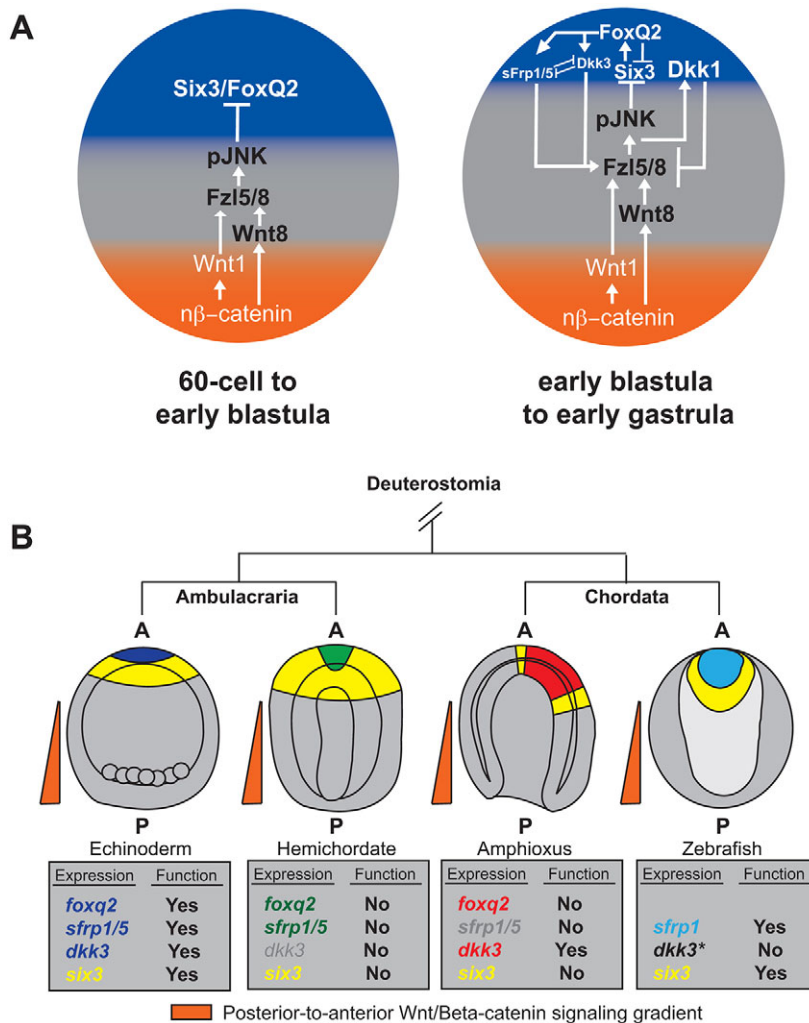 A
Six3/FoxQ2
pJNK
Fzl5/8
Wnt8
Wnt1
nβ–catenin
60-cell to
early blastula
FoxQ2
sFrp1/5
Dkk3
Six3
Dkk1
pJNK
Fzl5/8
Wnt8
Wnt1
nβ–catenin
early blastula
to early gastrula
B
Deuterostomia
Ambulacraria
Chordata
A
A
A
A
P
P
P
P
Echinoderm
Hemichordate
Amphioxus
Zebrafish
Expression Function
foxq2 Yes
sfrp1/5 Yes
dkk3 Yes
six3 Yes
Expression Function
foxq2 No
sfrp1/5 No
dkk3 No
six3 No
Expression Function
foxq2 No
sfrp1/5 No
dkk3 Yes
six3 No
Expression Function
sfrp1 Yes
dkk3* No
six3 Yes
Posterior-to-anterior Wnt/Beta-catenin signaling gradient